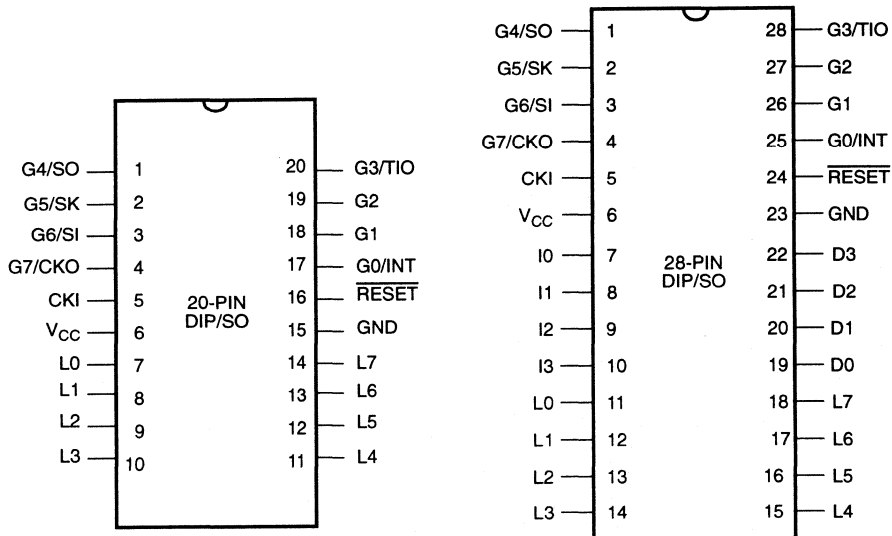 G4/SO 1 20 G3/TIO
G5/SK 2 19 G2
G6/SI 3 18 G1
G7/CKO 4 17 G0/INT
CKI 5 16 RESET
VCC 6 15 GND
L0 7 14 L7
L1 8 13 L6
L2 9 12 L5
L3 10 11 L4
20-PIN
DIP/SO
G4/SO 1 28 G3/TIO
G5/SK 2 27 G2
G6/SI 3 26 G1
G7/CKO 4 25 G0/INT
CKI 5 24 RESET
VCC 6 23 GND
I0 7 22 D3
I1 8 21 D2
I2 9 20 D1
I3 10 19 D0
L0 11 18 L7
L1 12 17 L6
L2 13 16 L5
L3 14 15 L4
28-PIN
DIP/SO